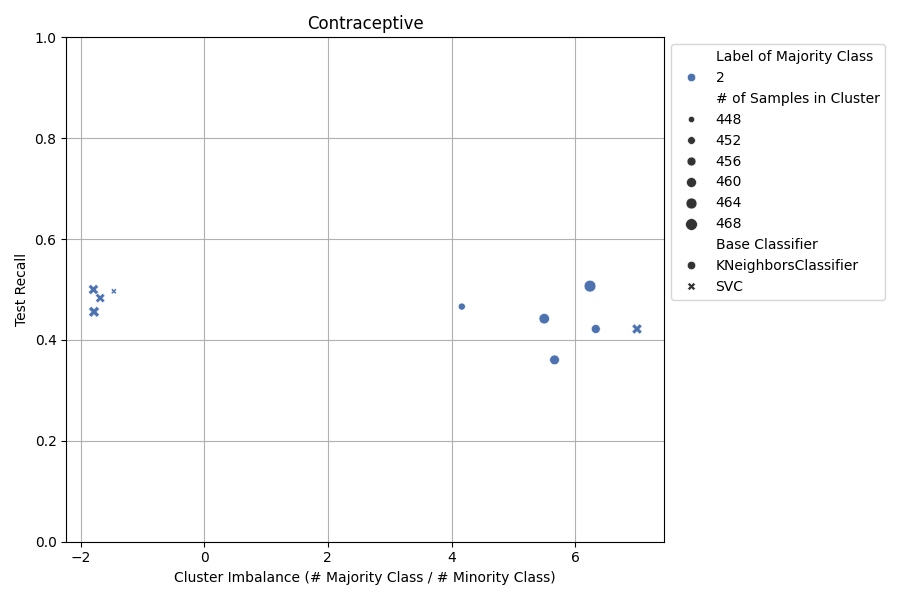 Contraceptive
1.0
0.8
0.6
0.4
0.2
0.0
Test Recall
−2
0
2
4
6
Cluster Imbalance (# Majority Class / # Minority Class)
Label of Majority Class
2
# of Samples in Cluster
448
452
456
460
464
468
Base Classifier
KNeighborsClassifier
SVC